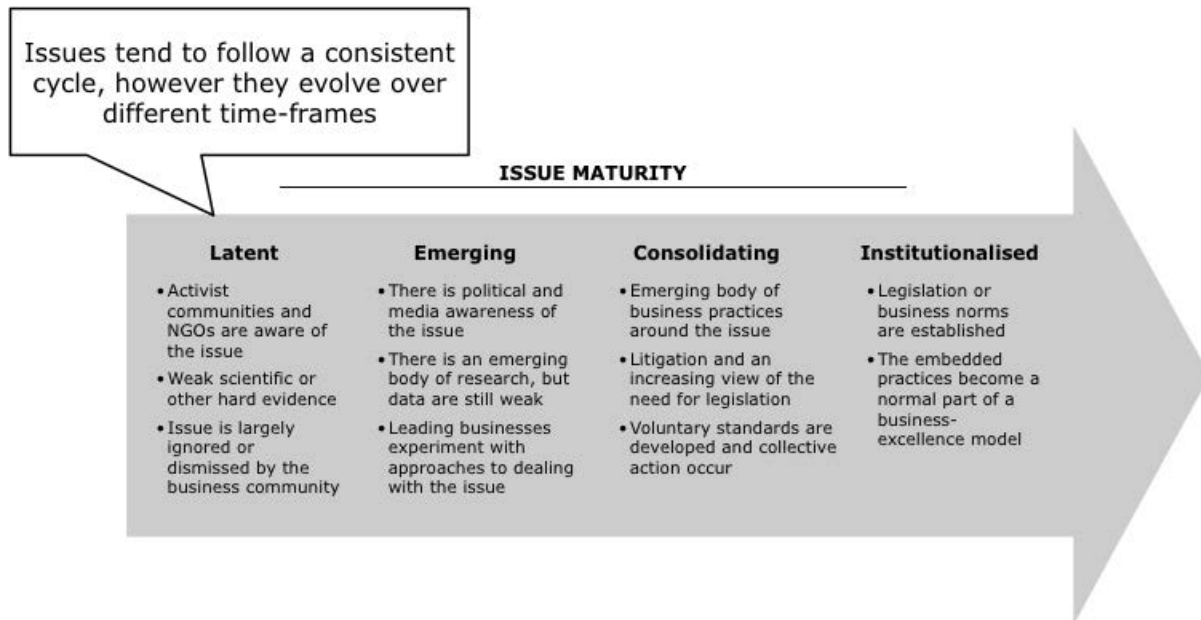 Issues tend to follow a consistent
cycle, however they evolve over
different time-frames
ISSUE MATURITY
Latent
• Activist
communities and
NGOs are aware of
the issue
• Weak scientific or
other hard evidence
• Issue is largely
ignored or
dismissed by the
business community
Emerging
• There is political and
media awareness of
the issue
• There is an emerging
body of research, but
data are still weak
• Leading businesses
experiment with
approaches to dealing
with the issue
Consolidating
• Emerging body of
business practices
around the issue
• Litigation and an
increasing view of the
need for legislation
• Voluntary standards are
developed and collective
action occur
Institutionalised
• Legislation or
business norms
are established
• The embedded
practices become a
normal part of a
business-
excellence model